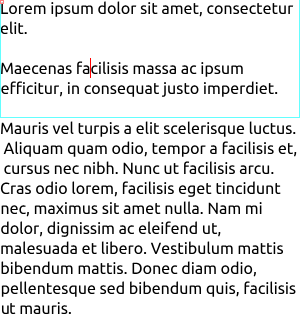 Lorem ipsum dolor sit amet, consectetur
elit.
Maecenas facilisis massa ac ipsum
efficitur, in consequat justo imperdiet.
Mauris vel turpis a elit scelerisque luctus.
Aliquam quam odio, tempor a facilisis et,
cursus nec nibh. Nunc ut facilisis arcu.
Cras odio lorem, facilisis eget tincidunt
nec, maximus sit amet nulla. Nam mi
dolor, dignissim ac eleifend ut,
malesuada et libero. Vestibulum mattis
bibendum mattis. Donec diam odio,
pellentesque sed bibendum quis, facilisis
ut mauris.